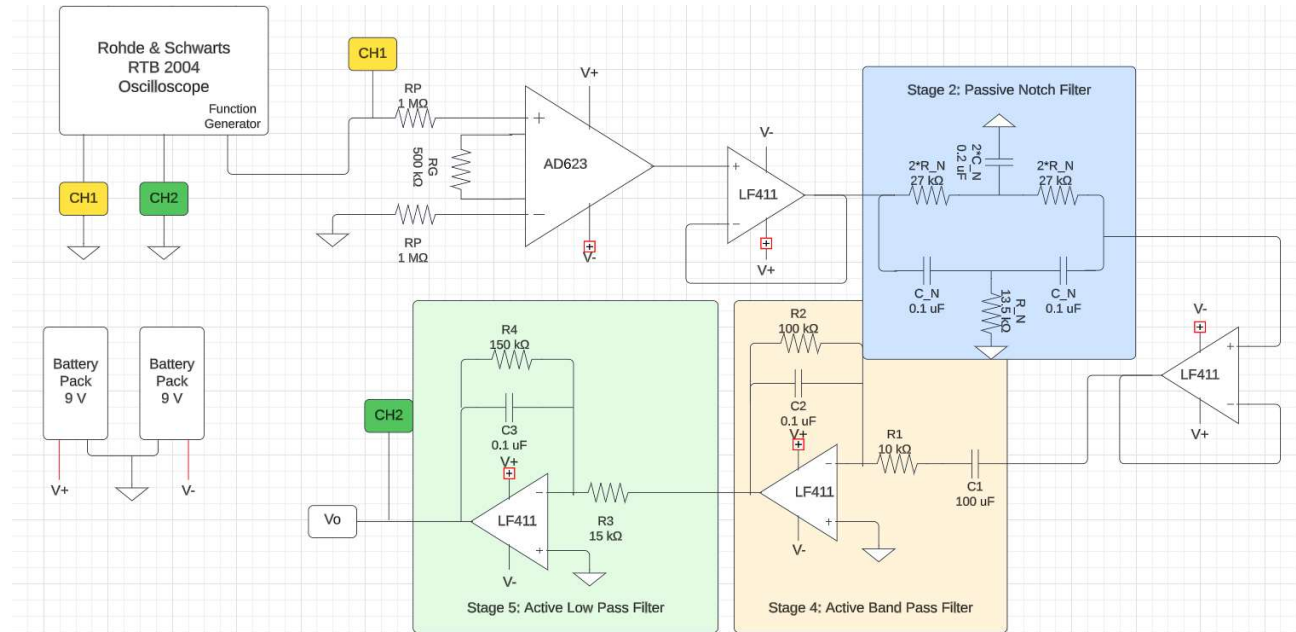 Rohde & Schwarts
RTB 2004
Oscilloscope
Function
Generator
CH1
CH2
CH1
RP
1 MΩ
RG
500 kΩ
RP
1 MΩ
+
−
AD623
V+
V-
+
−
LF411
V-
V+
Stage 2: Passive Notch Filter
2*R_N
27 kΩ
2*C_N
0.2 uF
2*R_N
27 kΩ
C_N
0.1 uF
R_N
13.5 kΩ
C_N
0.1 uF
V-
+
LF411
−
V+
Battery
Pack
9 V
Battery
Pack
9 V
V+
V-
R2
100 kΩ
C2
0.1 uF
V+
R1
10 kΩ
C1
100 uF
−
LF411
+
V-
Stage 4: Active Band Pass Filter
R4
150 kΩ
C3
0.1 uF
V+
−
LF411
+
V-
R3
15 kΩ
CH2
Vo
Stage 5: Active Low Pass Filter